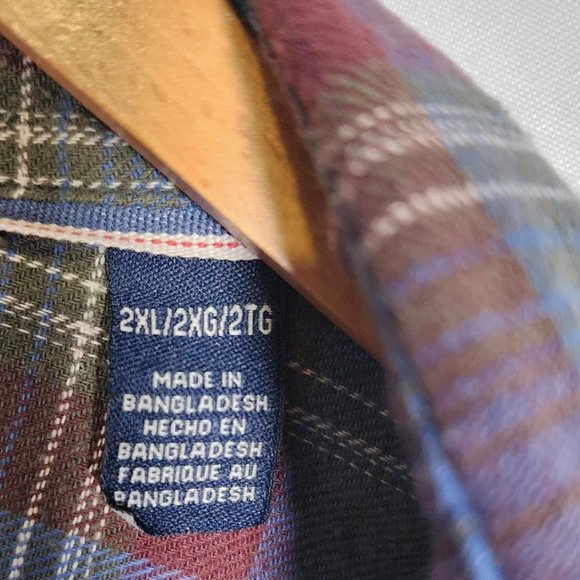 2XL/2XG/2TG
MADE IN
BANGLADESH
HECHO EN
BANGLADESH
FABRIQUE AU
BANGLADESH